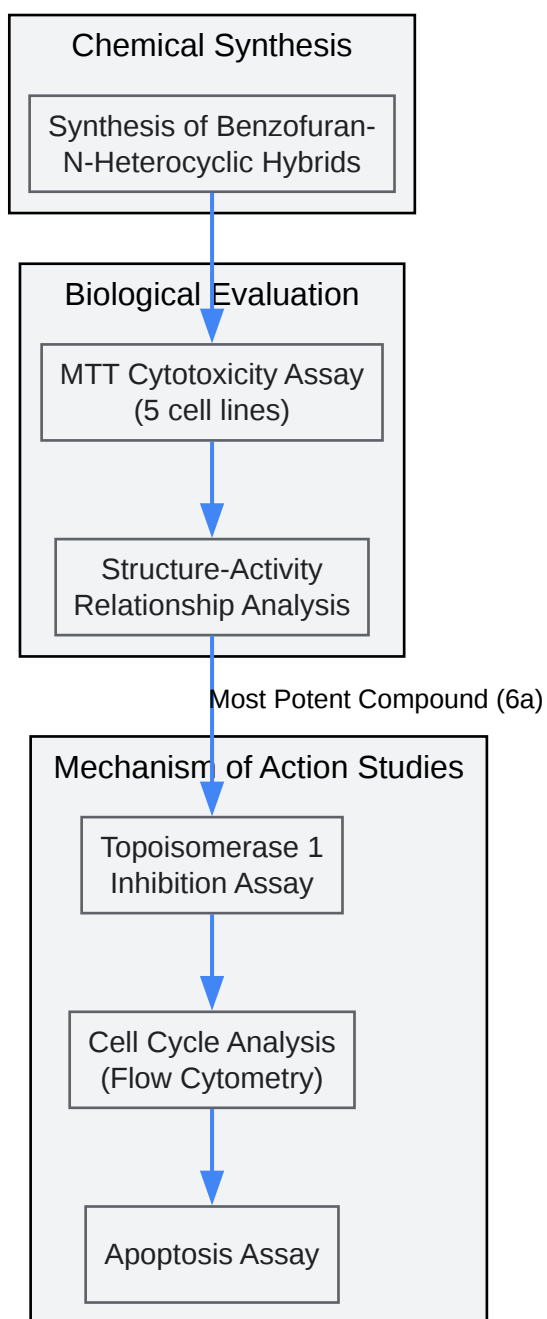 Chemical Synthesis
Synthesis of Benzofuran-
N-Heterocyclic Hybrids
Biological Evaluation
MTT Cytotoxicity Assay
(5 cell lines)
Structure-Activity
Relationship Analysis
Most Potent Compound (6a)
Mechanism of Action Studies
Topoisomerase 1
Inhibition Assay
Cell Cycle Analysis
(Flow Cytometry)
Apoptosis Assay